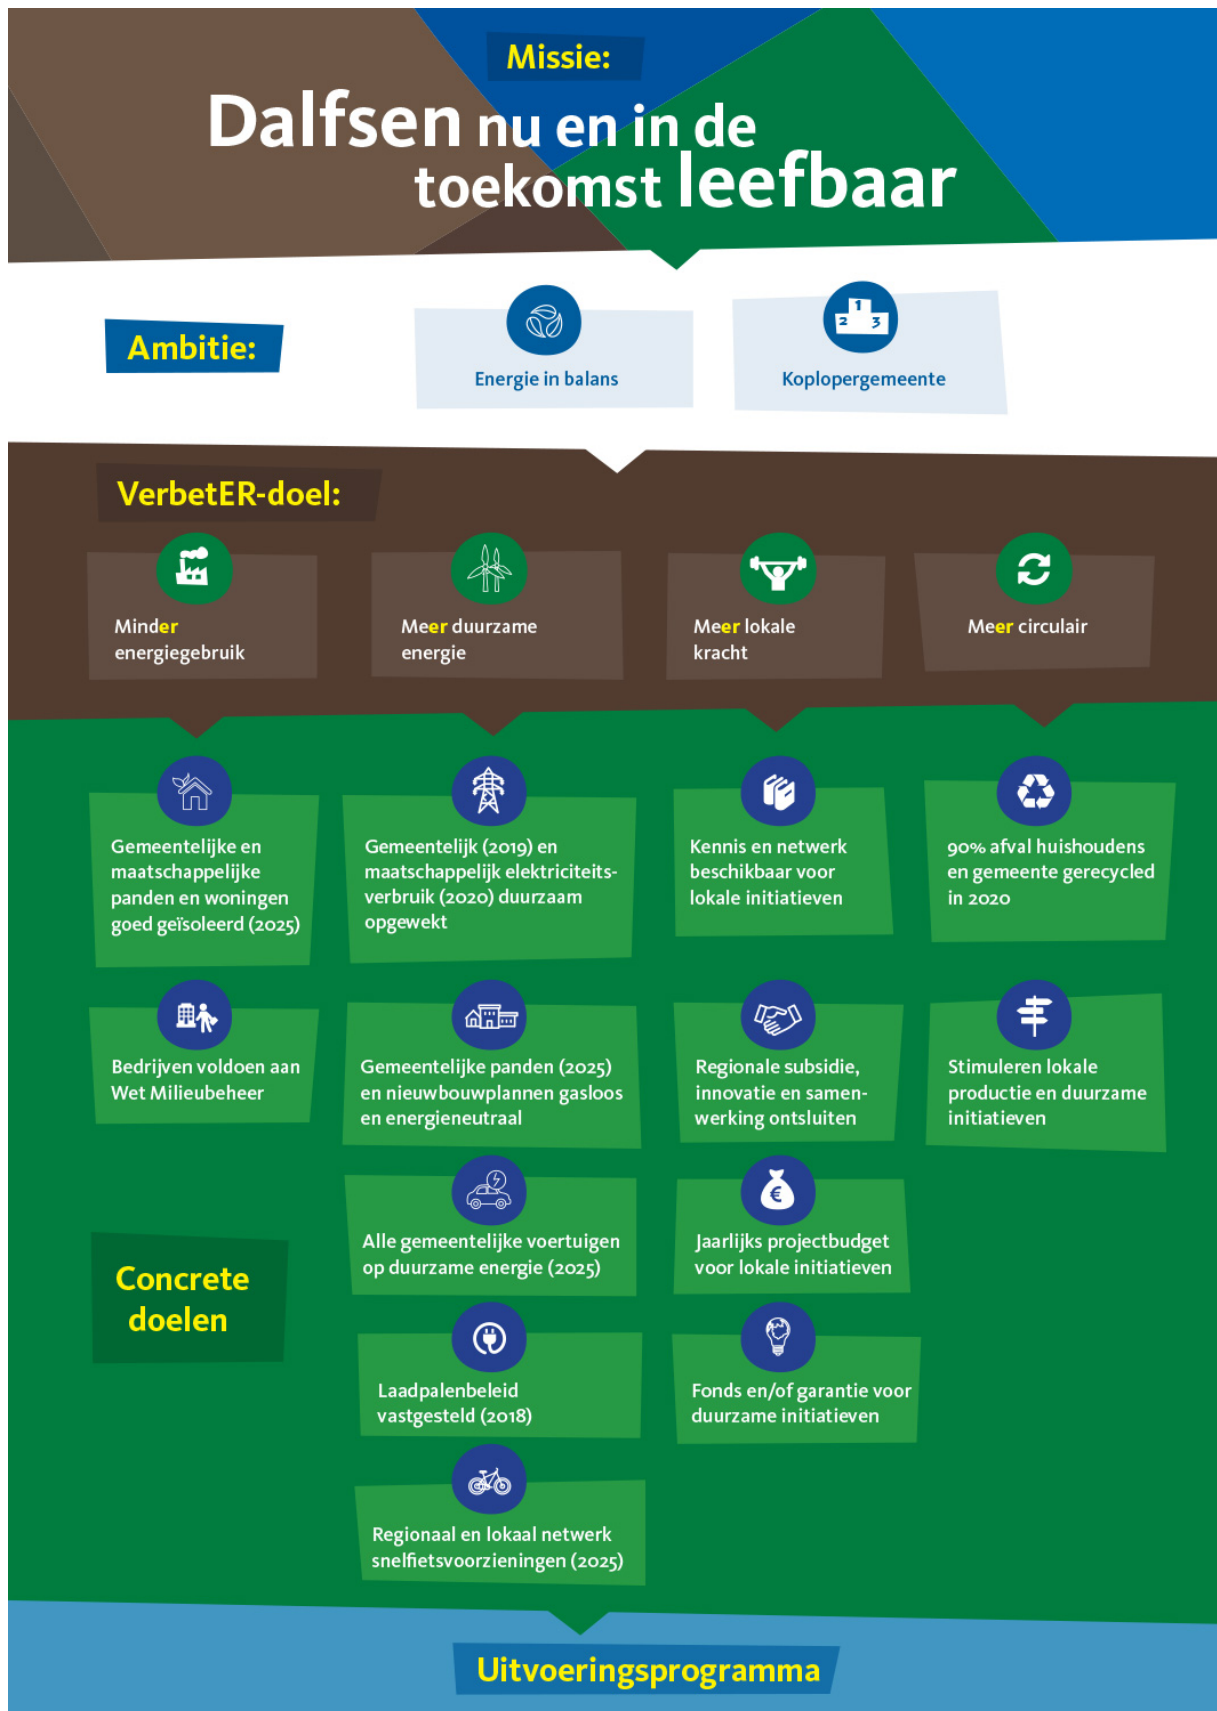 Missie:
Dalfsen nu en in de
toekomst leefbaar
Ambitie:
Energie in balans
1
2 3
Koplopergemeente
VerbetER-doel:
Minder
energiegebruik
Meer duurzame
energie
Meer lokale
kracht
Meer circulair
Gemeentelijke en
maatschappelijke
panden en woningen
goed geïsoleerd (2025)
Gemeentelijk (2019) en
maatschappelijk elektriciteits-
verbruik (2020) duurzaam
opgewekt
Kennis en netwerk
beschikbaar voor
lokale initiatieven
90% afval huishoudens
en gemeente gerecycled
in 2020
Bedrijven voldoen aan
Wet Milieubeheer
Gemeentelijke panden (2025)
en nieuwbouwplannen gasloos
en energieneutraal
Regionale subsidie,
innovatie en samen-
werking ontsluiten
Stimuleren lokale
productie en duurzame
initiatieven
Alle gemeentelijke voertuigen
op duurzame energie (2025)
€
Jaarlijks projectbudget
voor lokale initiatieven
Concrete
doelen
Laadpalenbeleid
vastgesteld (2018)
Fonds en/of garantie voor
duurzame initiatieven
Regionaal en lokaal netwerk
snelfietsvoorzieningen (2025)
Uitvoeringsprogramma